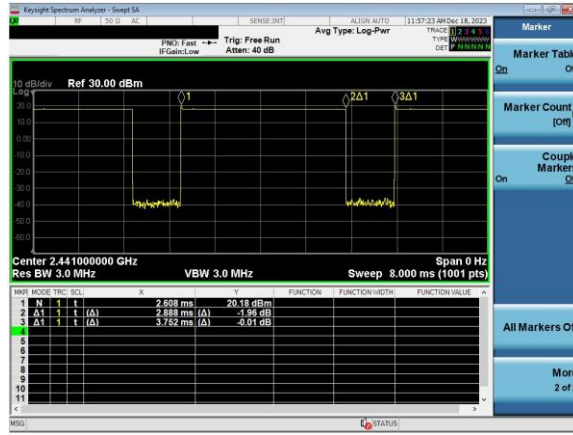 Keysight Spectrum Analyzer - Swept SA
RF 50 Ω AC SENSE:INT ALIGN AUTO 11:57:23 AM Dec 18, 2023
Avg Type: Log-Pwr
TRACE 1 2 3 4 5 6
TYPE WWWWWW
DET P NNNNN
PNO: Fast Trig: Free Run
IFGain:Low Atten: 40 dB
10 dB/div Ref 30.00 dBm
Log
1 2Δ1 3Δ1
20.0
10.0
0.00
-10.0
-20.0
-30.0
-40.0
-50.0
-60.0
Center 2.441000000 GHz Span 0 Hz
Res BW 3.0 MHz VBW 3.0 MHz Sweep 8.000 ms (1001 pts)
MKR MODE TRC SCL X Y FUNCTION FUNCTION WIDTH FUNCTION VALUE
1 N 1 t 2.608 ms 20.18 dBm
2 Δ1 1 t (Δ) 2.888 ms (Δ) -1.96 dB
3 Δ1 1 t (Δ) 3.752 ms (Δ) -0.01 dB
4
5
6
7
8
9
10
11
MSG STATUS
Marker
Marker Tabl
On O
Marker Count
[Off]
Coupl
Marker
On O
All Markers Of
Mor
2 of